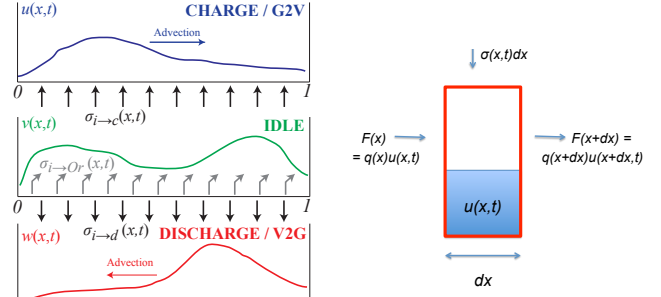 u(x,t)
CHARGE / G2V
Advection
0
1
σi→c(x,t)
v(x,t)
IDLE
σi→Or(x,t)
0
1
σi→d(x,t)
w(x,t)
DISCHARGE / V2G
Advection
σ(x,t)dx
F(x)
= q(x)u(x,t)
F(x+dx) =
q(x+dx)u(x+dx,t)
u(x,t)
dx